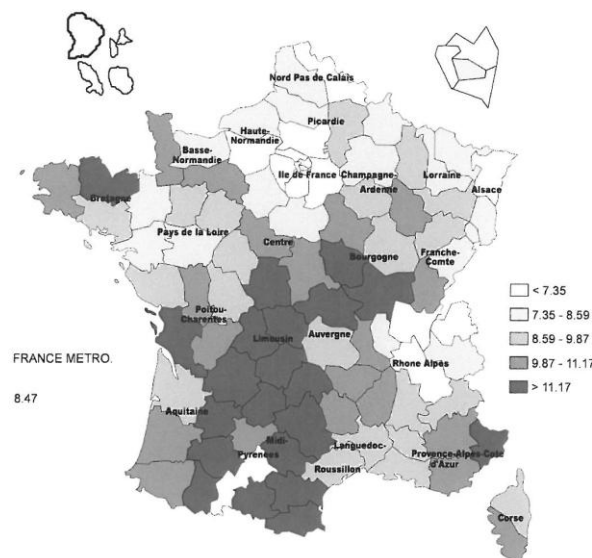 Nord Pas de Calais
Picardie
Haute-
Normandie
Basse-
Normandie
Ile de France
Champagne-
Ardenne
Lorraine
Alsace
Bretagne
Pays de la Loire
Centre
Bourgogne
Franche-
Comte
Poitou-
Charentes
Limousin
Auvergne
Rhone Alpès
Aquitaine
Midi-
Pyrenées
Languedoc-
Roussillon
Provence-Alpes-Cote
d'Azur
Corse
FRANCE METRO.
8.47
< 7.35
7.35 - 8.59
8.59 - 9.87
9.87 - 11.17
> 11.17